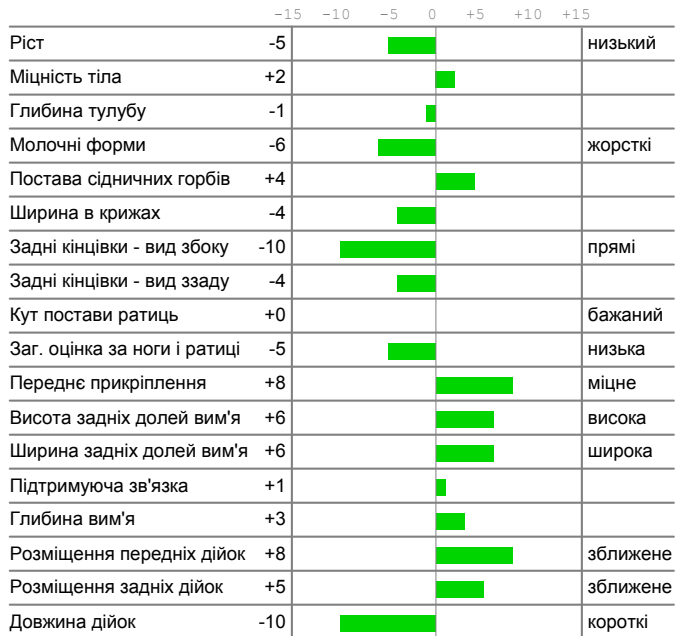 -15 -10 -5 0 +5 +10 +15
Ріст -5 низький
Міцність тіла +2
Глибина тулубу -1
Молочні форми -6 жорсткі
Постава сідничних горбів +4
Ширина в крижах -4
Задні кінцівки - вид збоку -10 прямі
Задні кінцівки - вид ззаду -4
Кут постави ратиць +0 бажаний
Заг. оцінка за ноги і ратиці -5 низька
Переднє прикріплення +8 міцне
Висота задніх долей вим'я +6 висока
Ширина задніх долей вим'я +6 широка
Підтримуюча зв'язка +1
Глибина вим'я +3
Розміщення передніх дійок +8 зближене
Розміщення задніх дійок +5 зближене
Довжина дійок -10 короткі